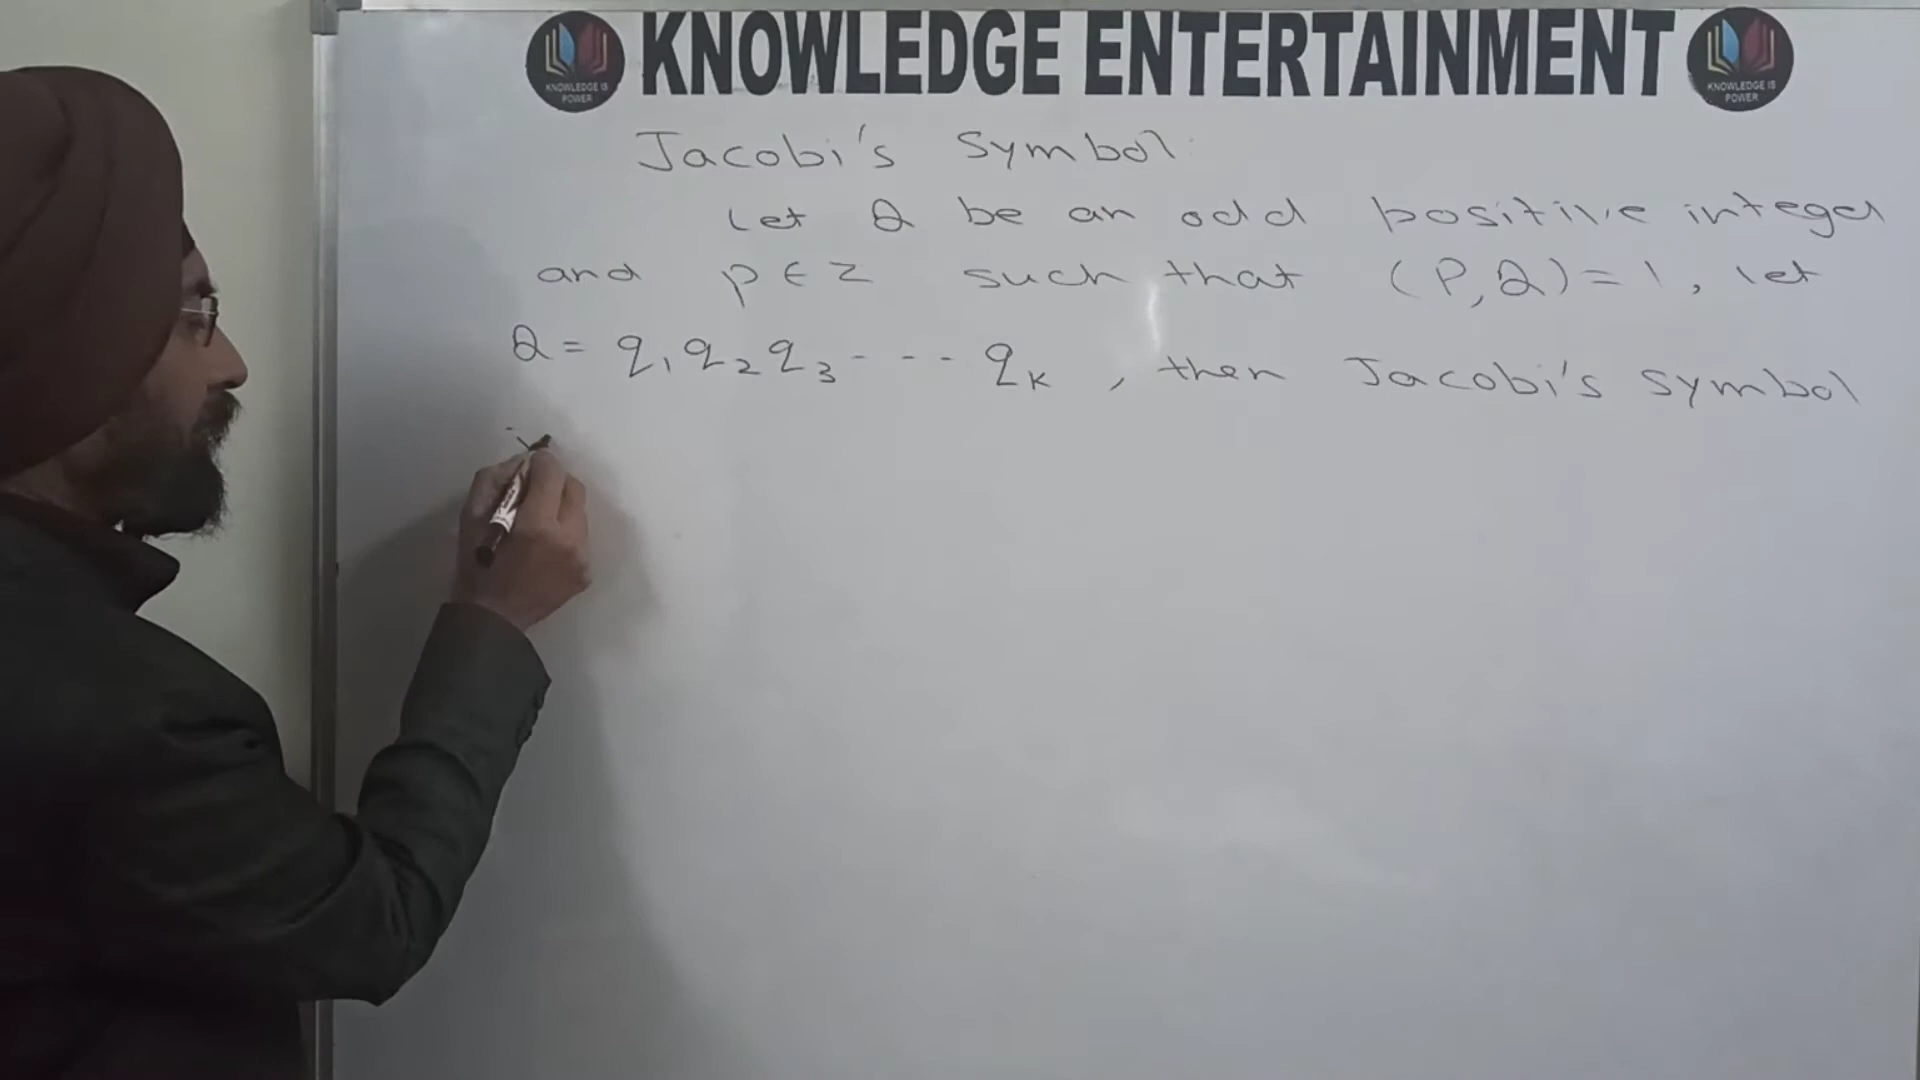 KNOWLEDGE IS POWER KNOWLEDGE ENTERTAINMENT KNOWLEDGE IS POWER
Jacobi's Symbol:
Let Q be an odd positive integer
and p ∈ Z such that (P, Q) = 1, let
Q = q₁q₂q₃---- qₖ, then Jacobi's symbol